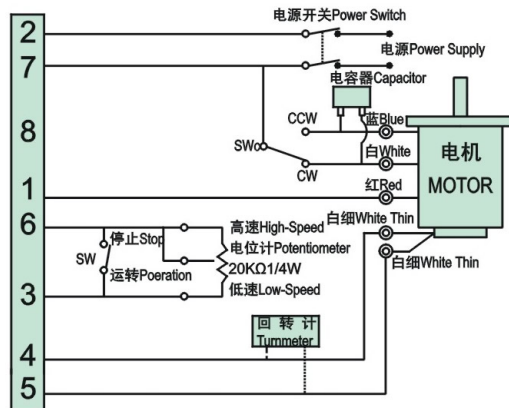 2
电源开关Power Switch
7
电源Power Supply
电容器Capacitor
8
CCW
蓝Blue
SW
CW
白White
电机
MOTOR
1
红Red
6
高速High-Speed
白细White Thin
停止Stop
电位计Potentiometer
SW
20KΩ1/4W
运转Poeration
低速Low-Speed
白细White Thin
3
回转计
Turnmeter
4
5